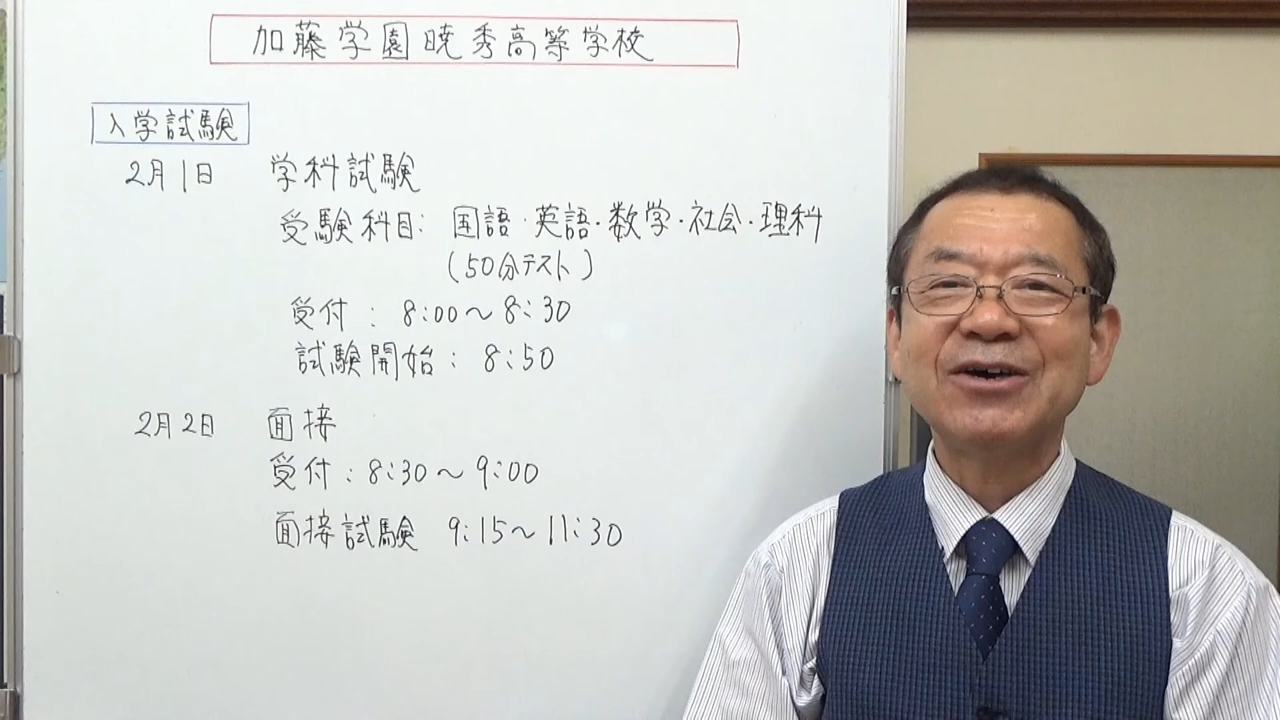 加藤学園暁秀高等学校
入学試験
2月1日 学科試験
受験科目: 国語・英語・数学・社会・理科
(50分テスト)
受付: 8:00〜8:30
試験開始: 8:50
2月2日 面接
受付:8:30〜9:00
面接試験 9:15〜11:30